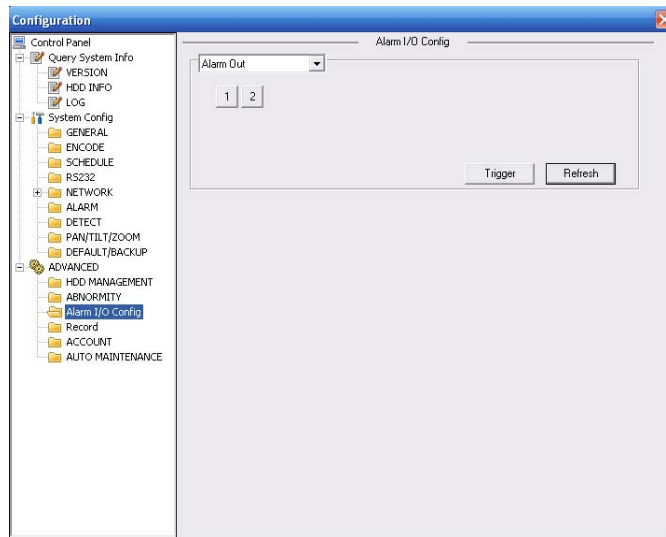 Configuration
Control Panel
Query System Info
VERSION
HDD INFO
LOG
System Config
GENERAL
ENCODE
SCHEDULE
RS232
NETWORK
ALARM
DETECT
PAN/TILT/ZOOM
DEFAULT/BACKUP
ADVANCED
HDD MANAGEMENT
ABNORMITY
Alarm I/O Config
Record
ACCOUNT
AUTO MAINTENANCE
Alarm I/O Config
Alarm Out
1 2
Trigger Refresh